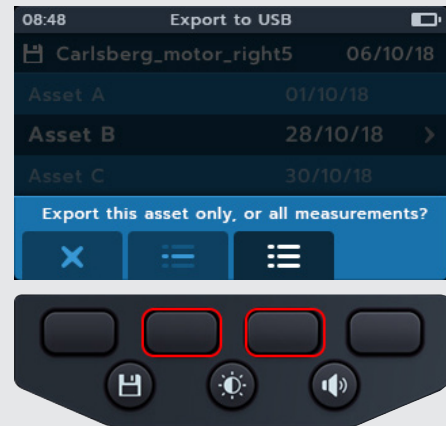 08:48 Export to USB
Carlsberg_motor_right5 06/10/18
Asset A 01/10/18
Asset B 28/10/18
Asset C 30/10/18
Export this asset only, or all measurements?